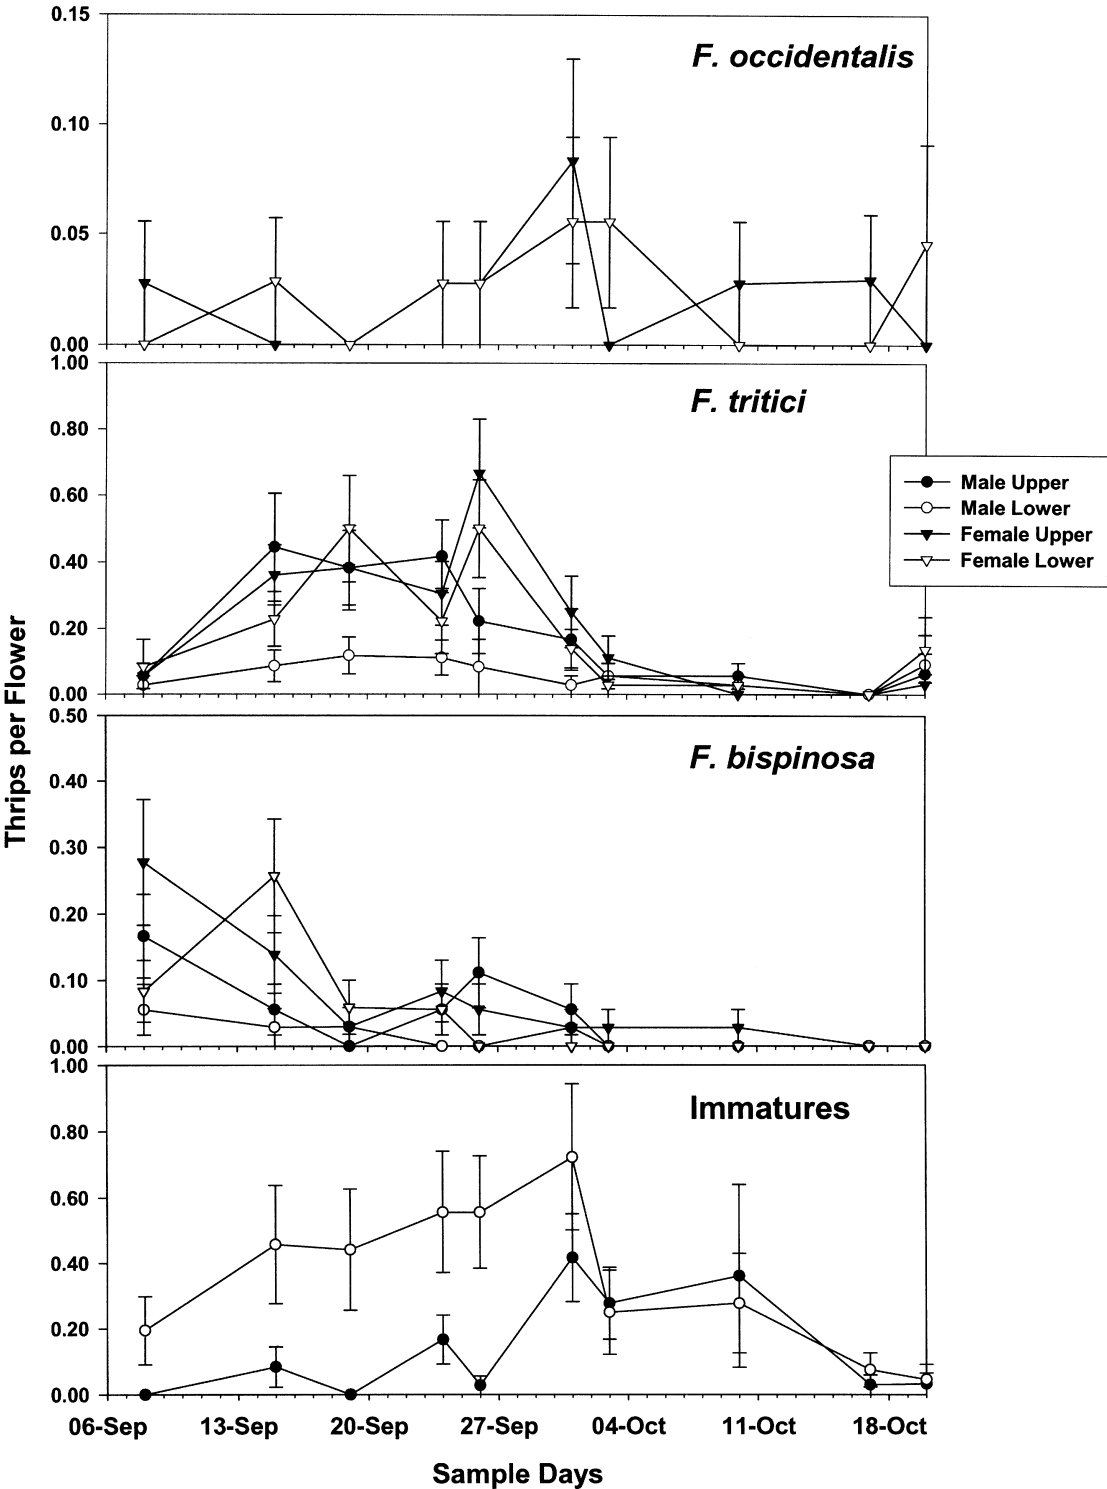 0.15
F. occidentalis
0.10
0.05
0.00
1.00
F. tritici
0.80
0.60
0.40
0.20
0.00
Male Upper
Male Lower
Female Upper
Female Lower
Thrips per Flower
0.50
F. bispinosa
0.40
0.30
0.20
0.10
0.00
1.00
Immatures
0.80
0.60
0.40
0.20
0.00
06-Sep 13-Sep 20-Sep 27-Sep 04-Oct 11-Oct 18-Oct
Sample Days